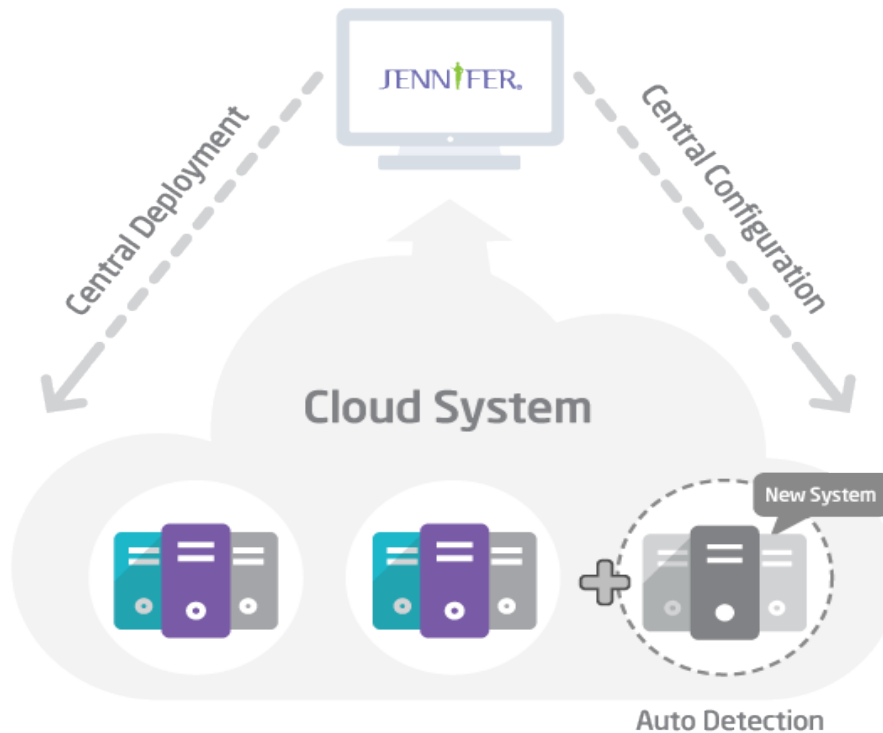 JENNIFER®
Central Deployment
Central Configuration
Cloud System
New System
Auto Detection